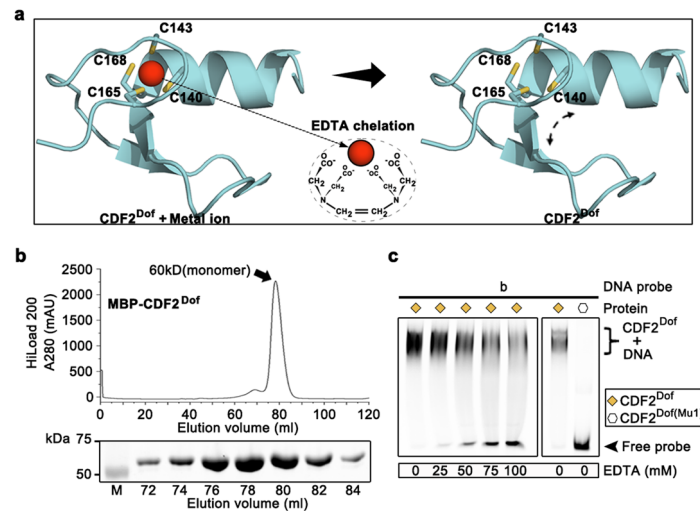 a
C143
C168
C165
C140
CDF2Dof + Metal ion
EDTA chelation
O
CO-
O
-OC
O
CO-
O
-OC
CH2
CH2
CH2
CH2
N
CH2
CH2
N
C143
C168
C165
C140
CDF2Dof
b
60kD(monomer)
MBP-CDF2Dof
HiLoad 200
A280 (mAU)
2500
2000
1500
1000
500
0
0 20 40 60 80 100 120
Elution volume (ml)
kDa 75
50
M 72 74 76 78 80 82 84
Elution volume (ml)
c
b DNA probe
Protein
CDF2Dof
+
DNA
CDF2Dof
CDF2Dof(Mu1
Free probe
0 25 50 75 100 0 0 EDTA (mM)